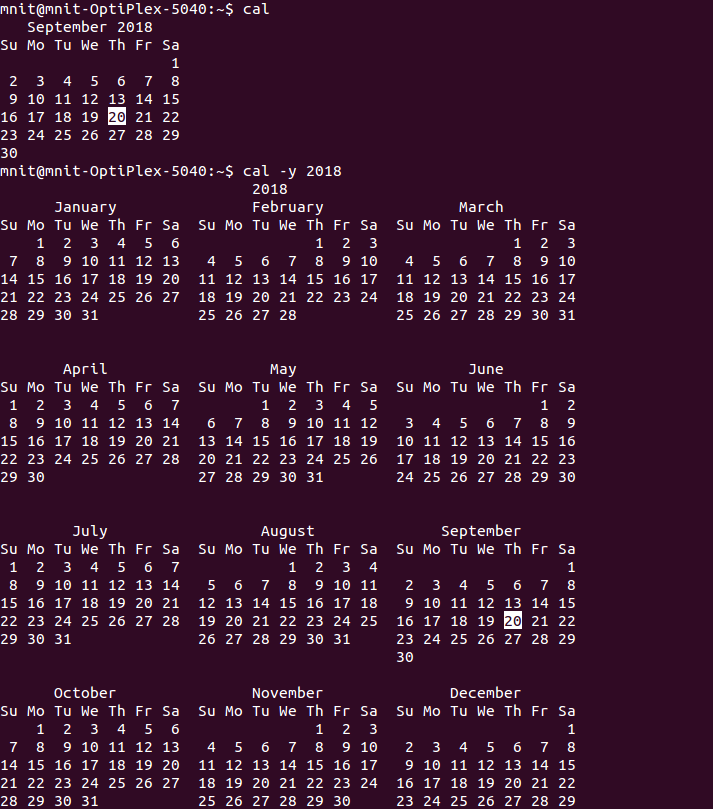 mnit@mnit-OptiPlex-5040:~$ cal
   September 2018
Su Mo Tu We Th Fr Sa
                   1
 2  3  4  5  6  7  8
 9 10 11 12 13 14 15
16 17 18 19 20 21 22
23 24 25 26 27 28 29
30
mnit@mnit-OptiPlex-5040:~$ cal -y 2018
                            2018
      January               February               March
Su Mo Tu We Th Fr Sa  Su Mo Tu We Th Fr Sa  Su Mo Tu We Th Fr Sa
    1  2  3  4  5  6               1  2  3               1  2  3
 7  8  9 10 11 12 13   4  5  6  7  8  9 10   4  5  6  7  8  9 10
14 15 16 17 18 19 20  11 12 13 14 15 16 17  11 12 13 14 15 16 17
21 22 23 24 25 26 27  18 19 20 21 22 23 24  18 19 20 21 22 23 24
28 29 30 31           25 26 27 28           25 26 27 28 29 30 31
       April                  May                   June
Su Mo Tu We Th Fr Sa  Su Mo Tu We Th Fr Sa  Su Mo Tu We Th Fr Sa
 1  2  3  4  5  6  7         1  2  3  4  5                  1  2
 8  9 10 11 12 13 14   6  7  8  9 10 11 12   3  4  5  6  7  8  9
15 16 17 18 19 20 21  13 14 15 16 17 18 19  10 11 12 13 14 15 16
22 23 24 25 26 27 28  20 21 22 23 24 25 26  17 18 19 20 21 22 23
29 30                 27 28 29 30 31        24 25 26 27 28 29 30
        July                 August              September
Su Mo Tu We Th Fr Sa  Su Mo Tu We Th Fr Sa  Su Mo Tu We Th Fr Sa
 1  2  3  4  5  6  7            1  2  3  4                     1
 8  9 10 11 12 13 14   5  6  7  8  9 10 11   2  3  4  5  6  7  8
15 16 17 18 19 20 21  12 13 14 15 16 17 18   9 10 11 12 13 14 15
22 23 24 25 26 27 28  19 20 21 22 23 24 25  16 17 18 19 20 21 22
29 30 31              26 27 28 29 30 31     23 24 25 26 27 28 29
                                            30
      October               November              December
Su Mo Tu We Th Fr Sa  Su Mo Tu We Th Fr Sa  Su Mo Tu We Th Fr Sa
    1  2  3  4  5  6               1  2  3                     1
 7  8  9 10 11 12 13   4  5  6  7  8  9 10   2  3  4  5  6  7  8
14 15 16 17 18 19 20  11 12 13 14 15 16 17   9 10 11 12 13 14 15
21 22 23 24 25 26 27  18 19 20 21 22 23 24  16 17 18 19 20 21 22
28 29 30 31           25 26 27 28 29 30     23 24 25 26 27 28 29